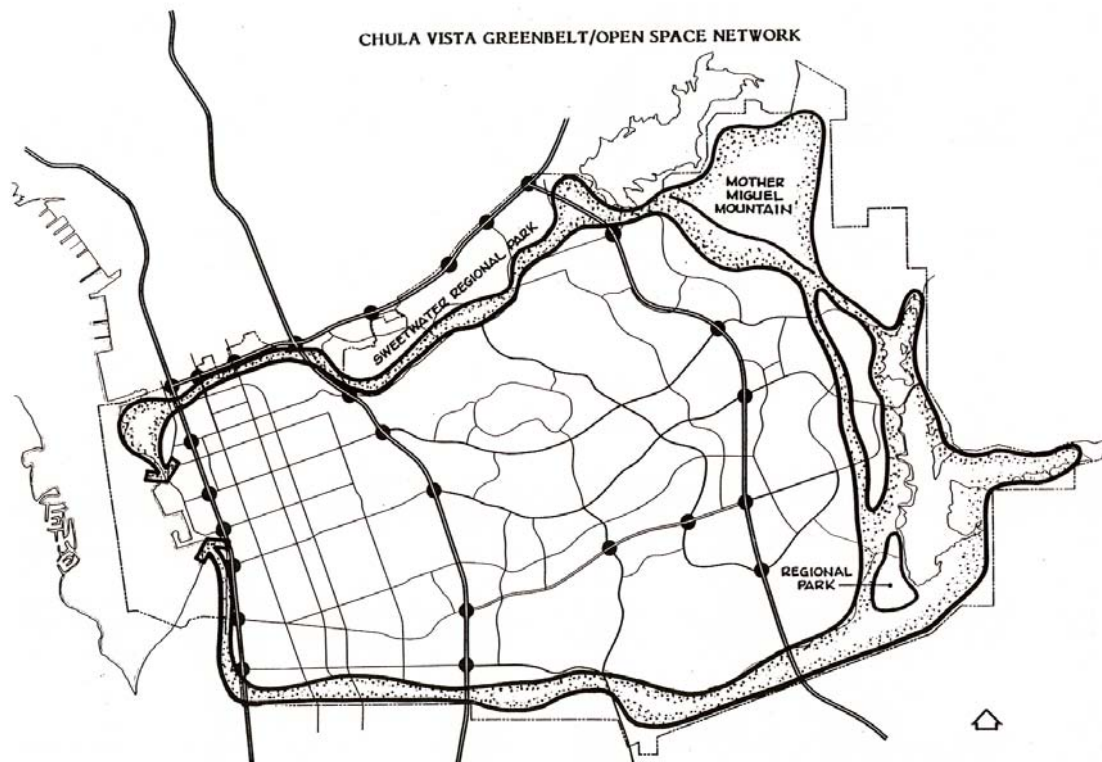 CHULA VISTA GREENBELT/OPEN SPACE NETWORK
MOTHER
MIGUEL
MOUNTAIN
SWEETWATER REGIONAL PARK
REGIONAL
PARK